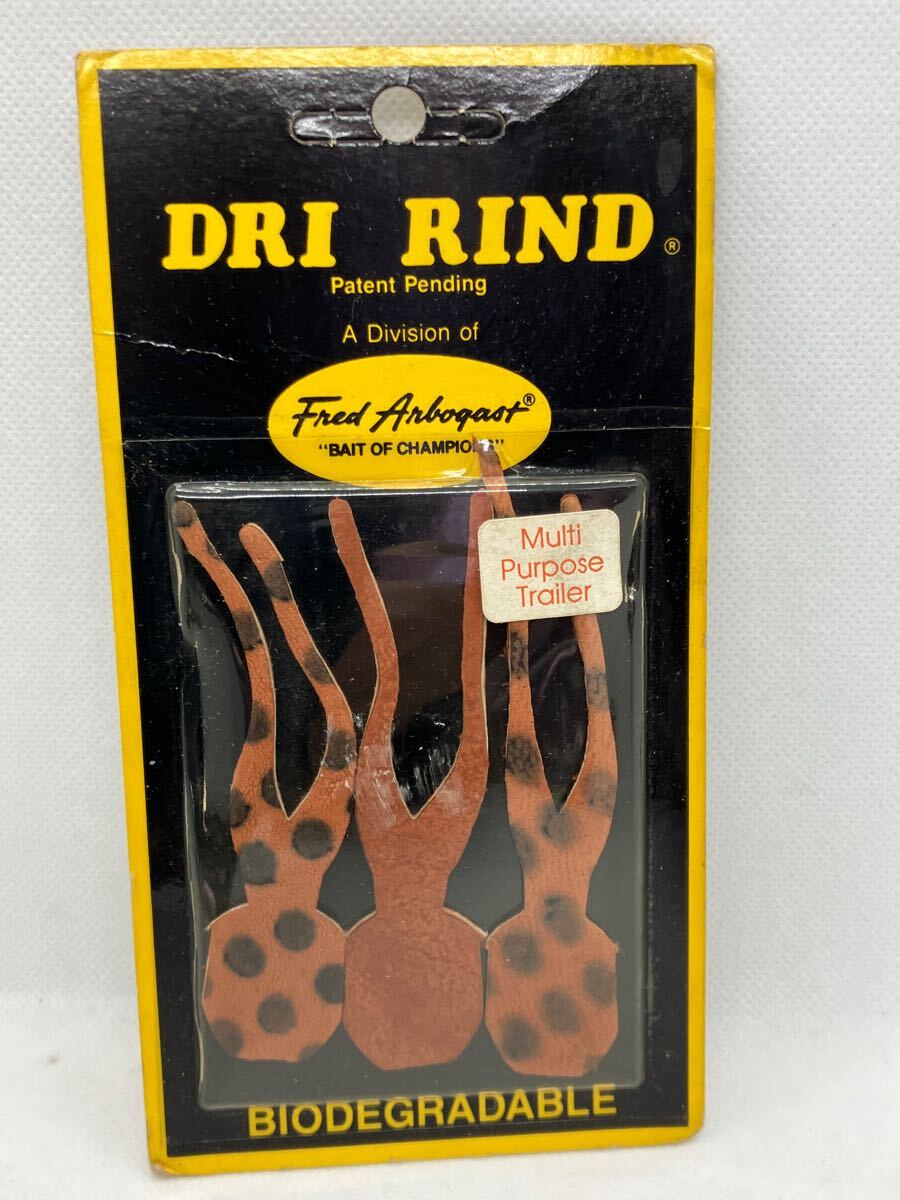 DRI RIND®
Patent Pending
A Division of
Fred Arbogast®
"BAIT OF CHAMPIONS"
Multi
Purpose
Trailer
BIODEGRADABLE